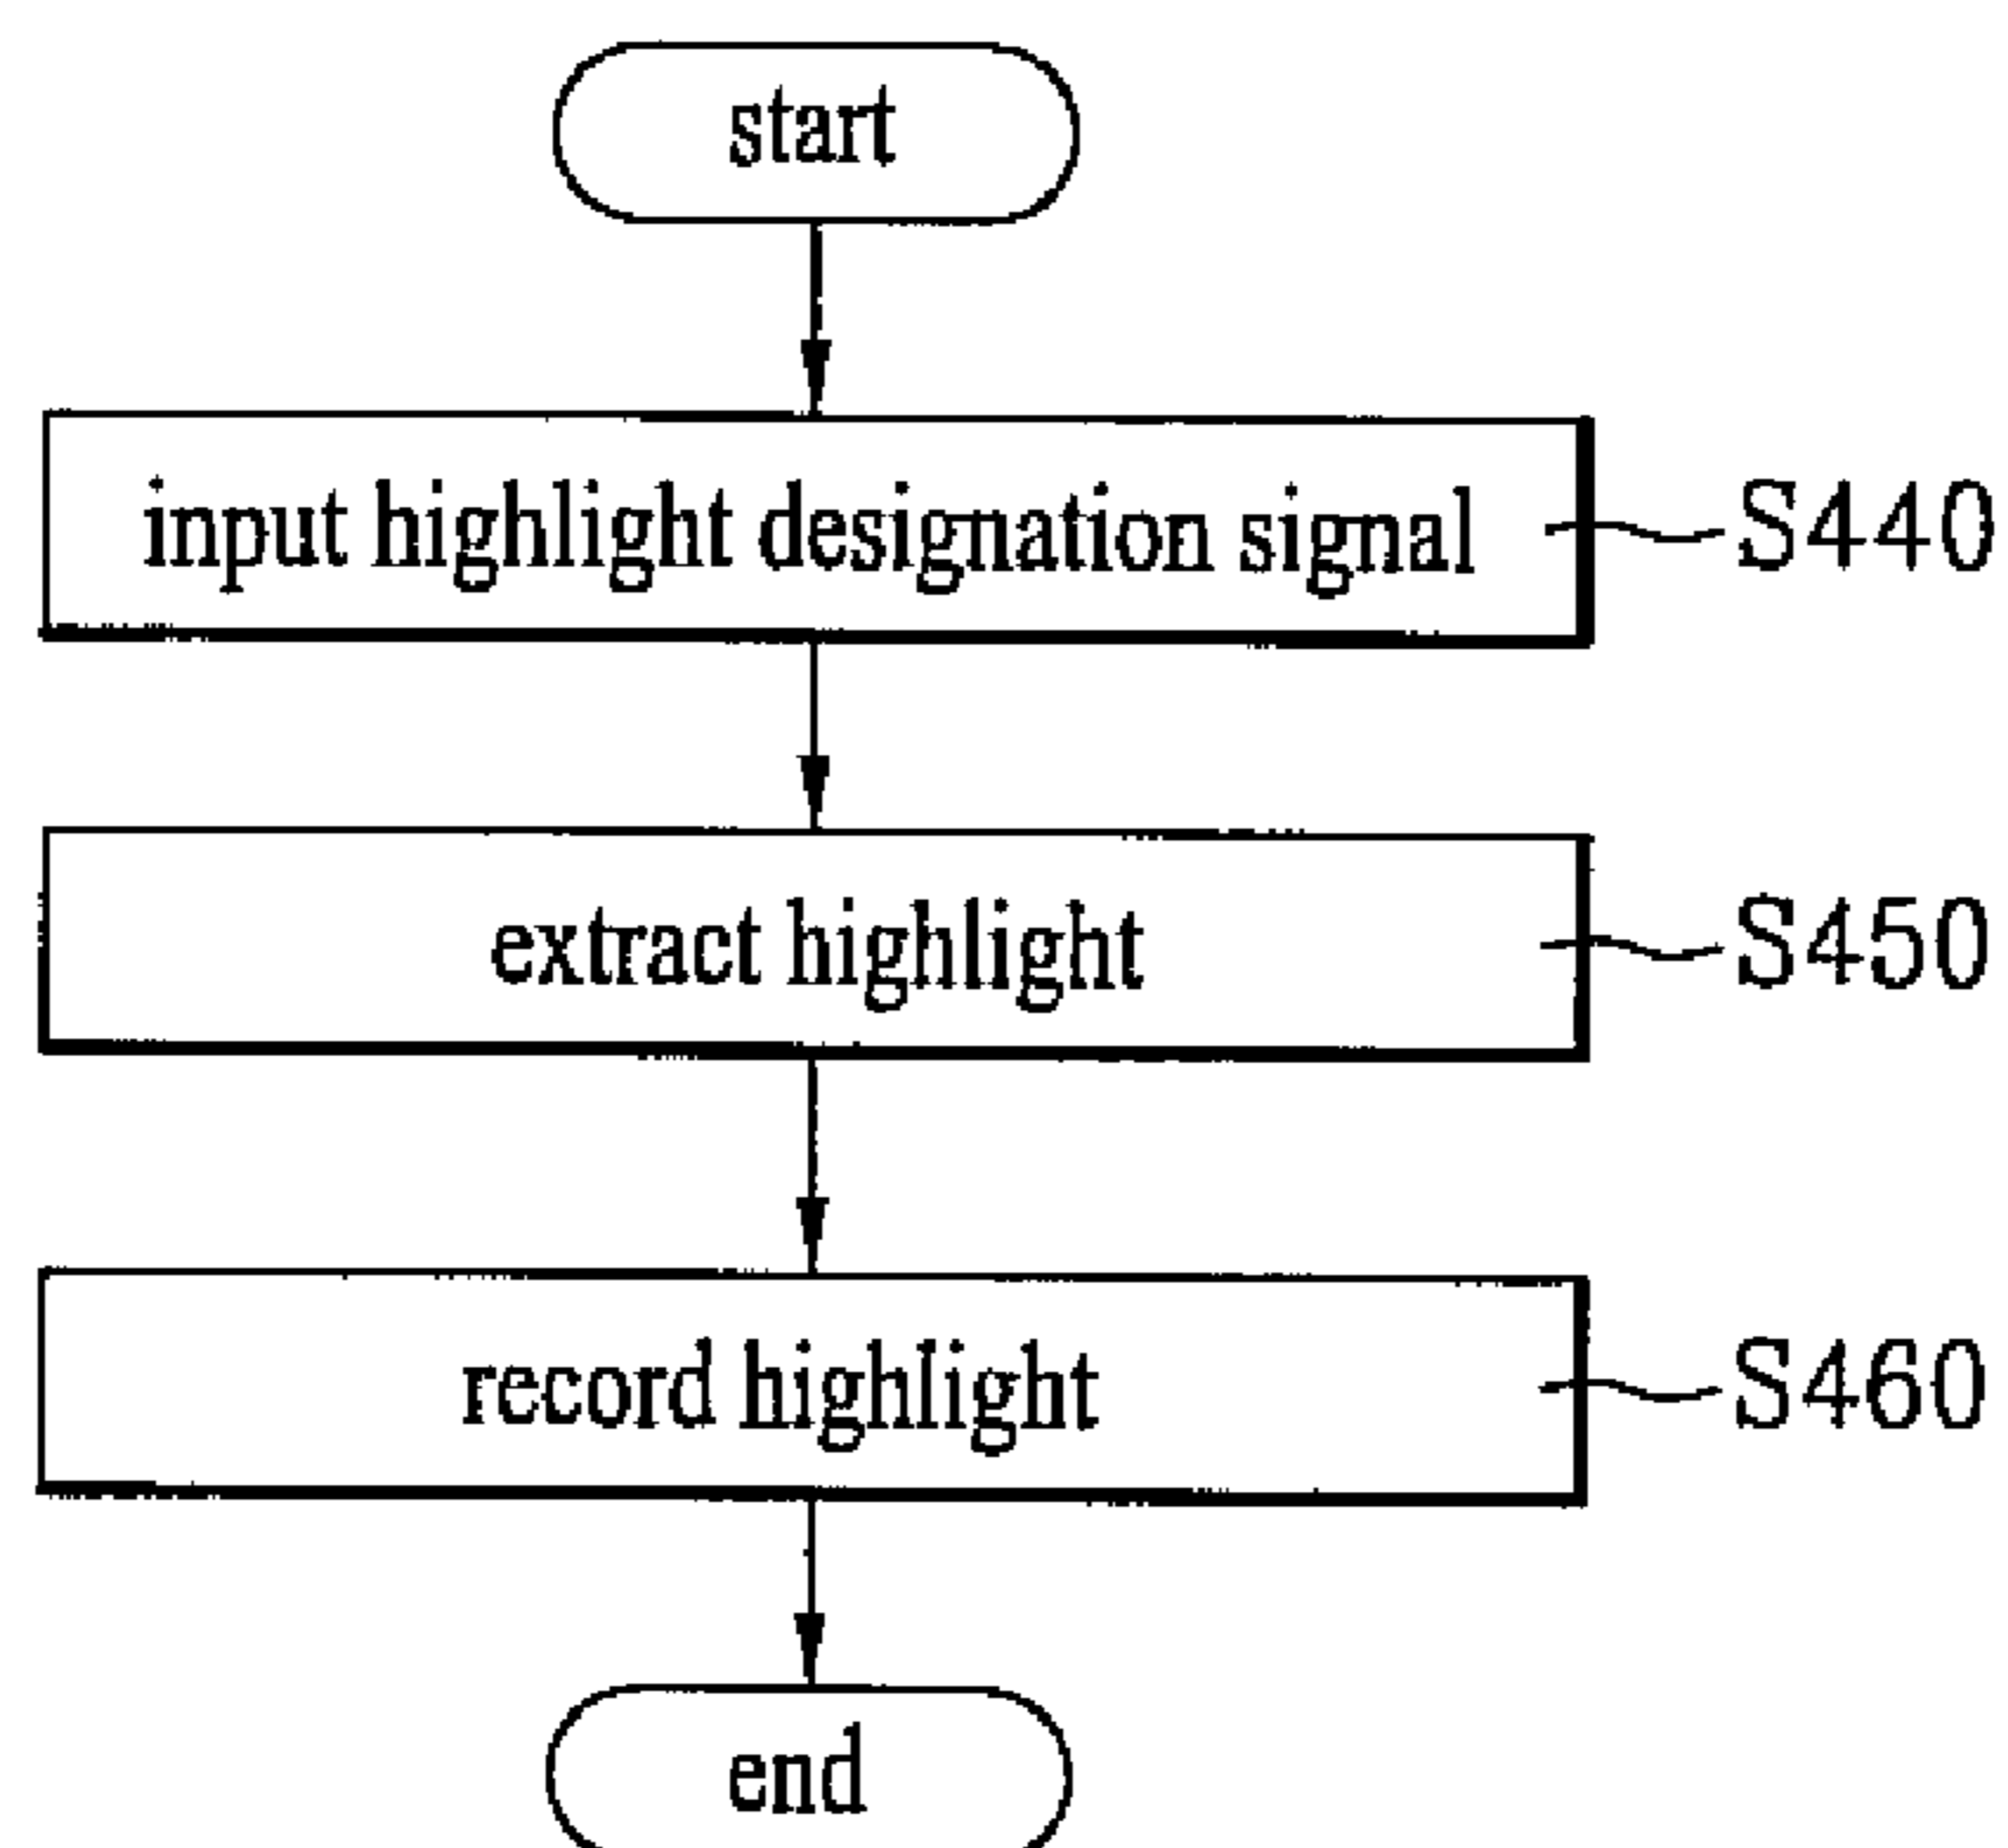 start
input highlight designation signal
S440
extract highlight
S450
record highlight
S460
end